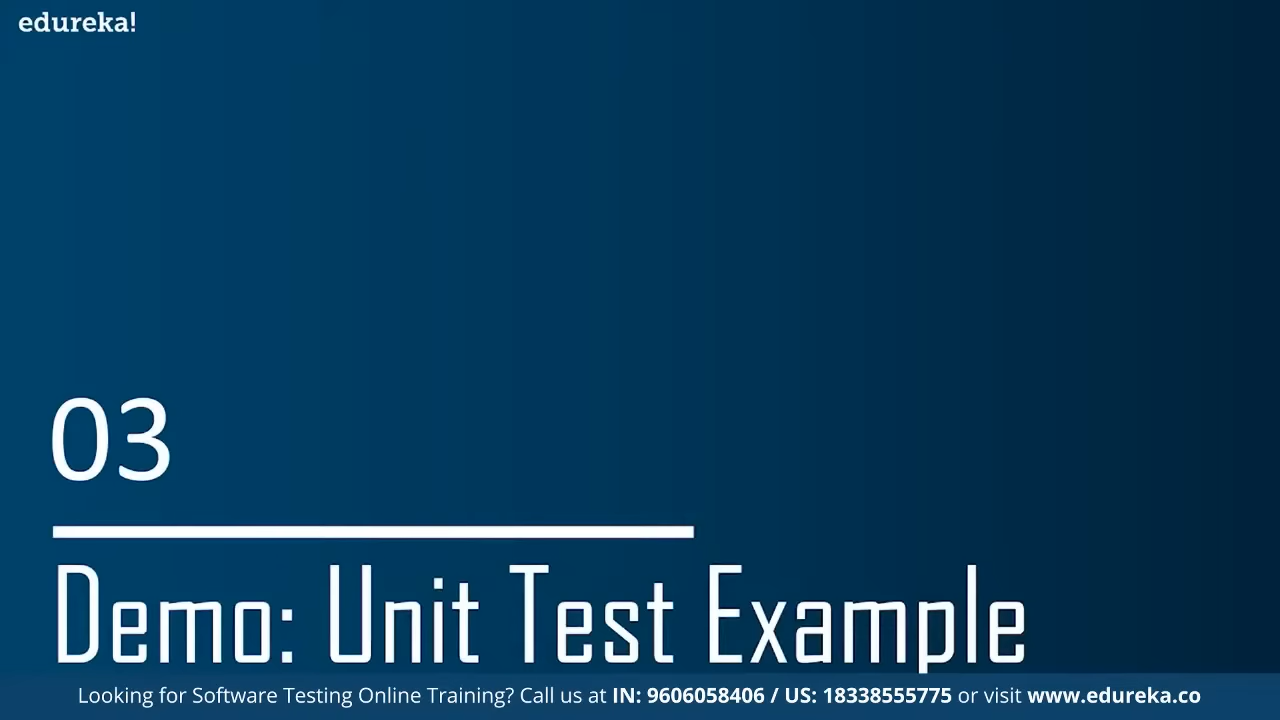 edureka!
03
Demo: Unit Test Example
Looking for Software Testing Online Training? Call us at IN: 9606058406 / US: 18338555775 or visit www.edureka.co